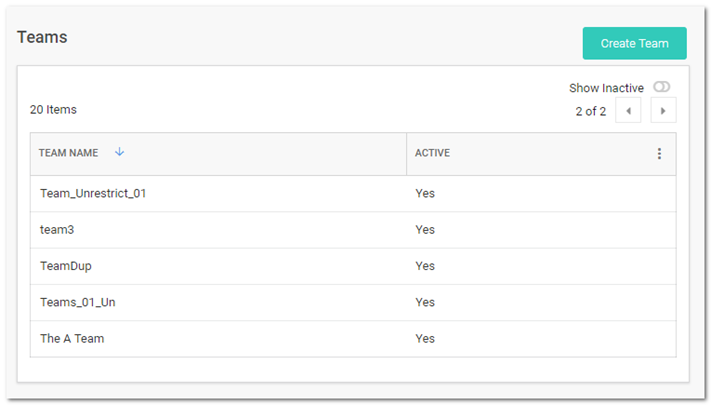 Teams
Create Team
Show Inactive
20 Items
2 of 2
TEAM NAME ACTIVE
Team_Unrestrict_01 Yes
team3 Yes
TeamDup Yes
Teams_01_Un Yes
The A Team Yes